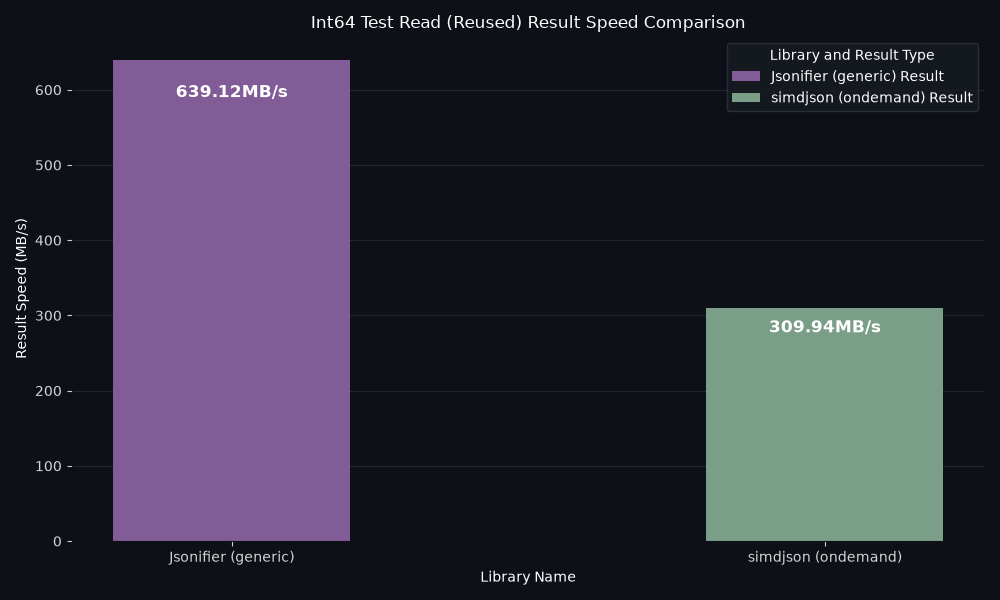 Int64 Test Read (Reused) Result Speed Comparison
Library and Result Type
Jsonifier (generic) Result
simdjson (ondemand) Result
639.12MB/s
309.94MB/s
Result Speed (MB/s)
600
500
400
300
200
100
0
Jsonifier (generic)
simdjson (ondemand)
Library Name